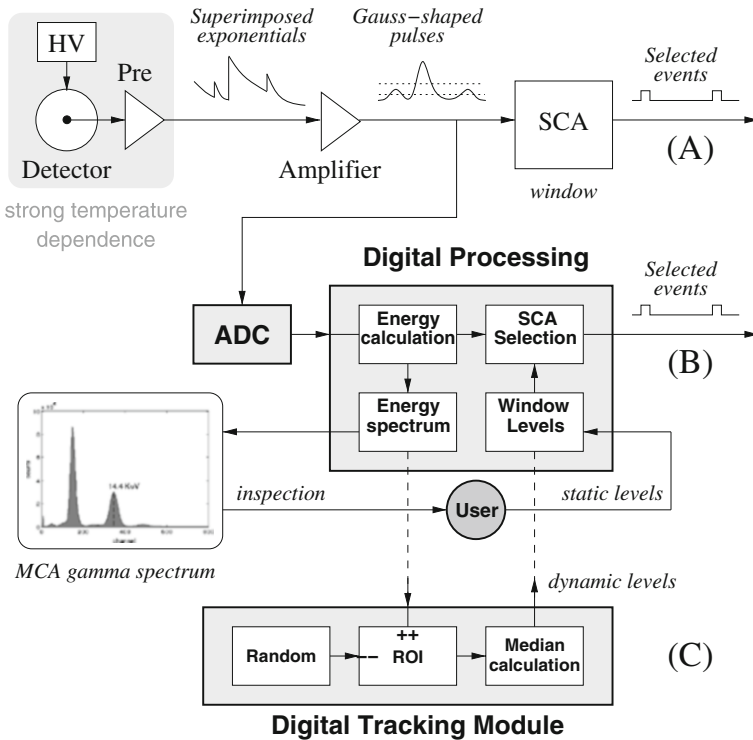 Superimposed
exponentials
Gauss-shaped
pulses
Selected
events
HV
Pre
Detector
Amplifier
SCA
window
(A)
strong temperature
dependence
Digital Processing
ADC
Energy
calculation
SCA
Selection
Selected
events
(B)
Energy
spectrum
Window
Levels
14.4 KeV
inspection
User
static levels
MCA gamma spectrum
dynamic levels
Random
++
-- ROI
Median
calculation
(C)
Digital Tracking Module